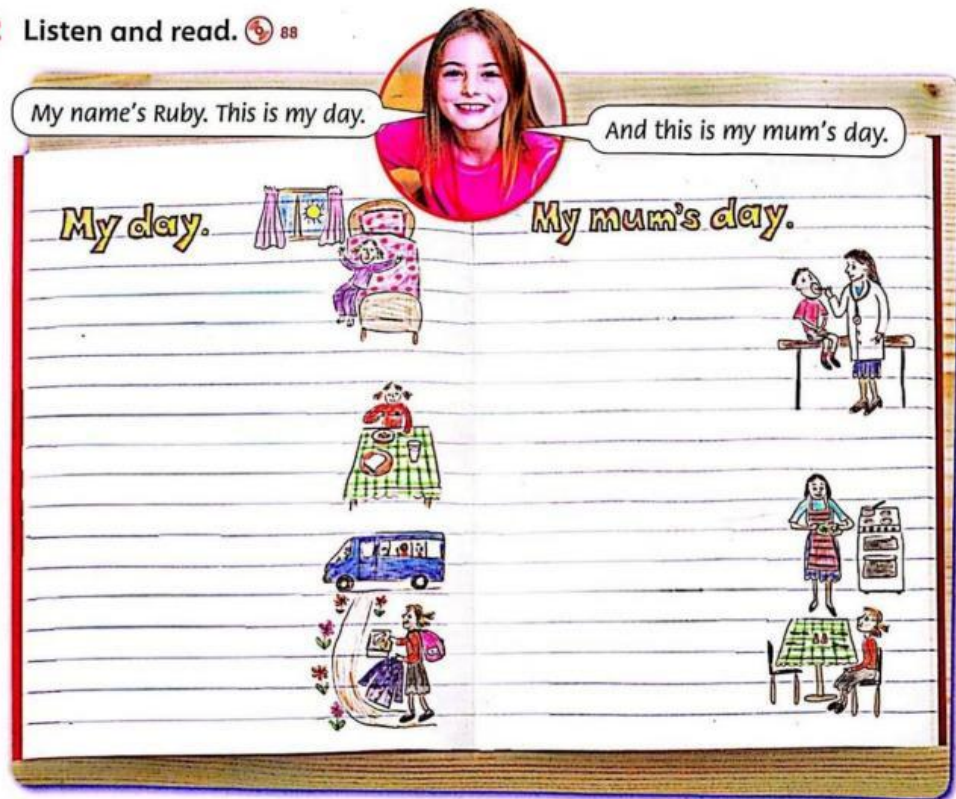 Listen and read. 88
My name's Ruby. This is my day.
And this is my mum's day.
My day.
My mum's day.